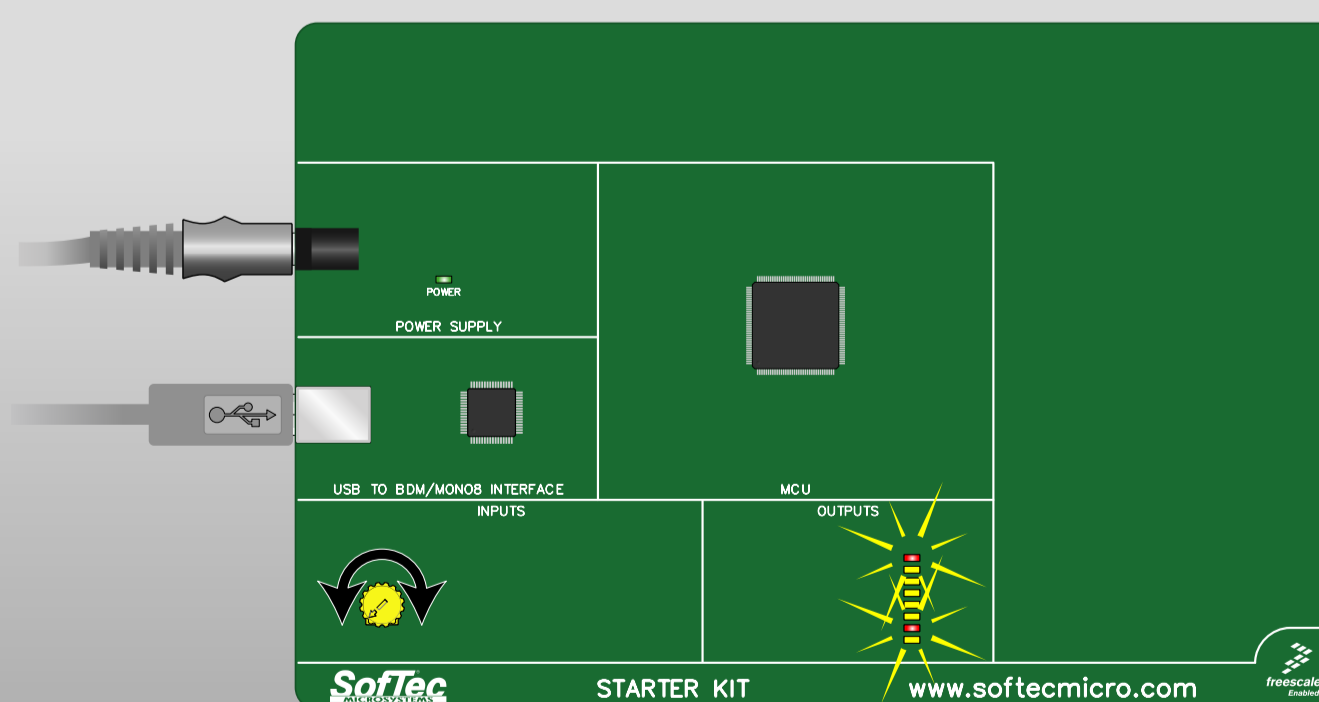 POWER
POWER SUPPLY
USB TO BDM/MONO8 INTERFACE
MCU
INPUTS
OUTPUTS
SofTec
MICROSYSTEMS
STARTER KIT
www.softecmicro.com
freescale
Enabled